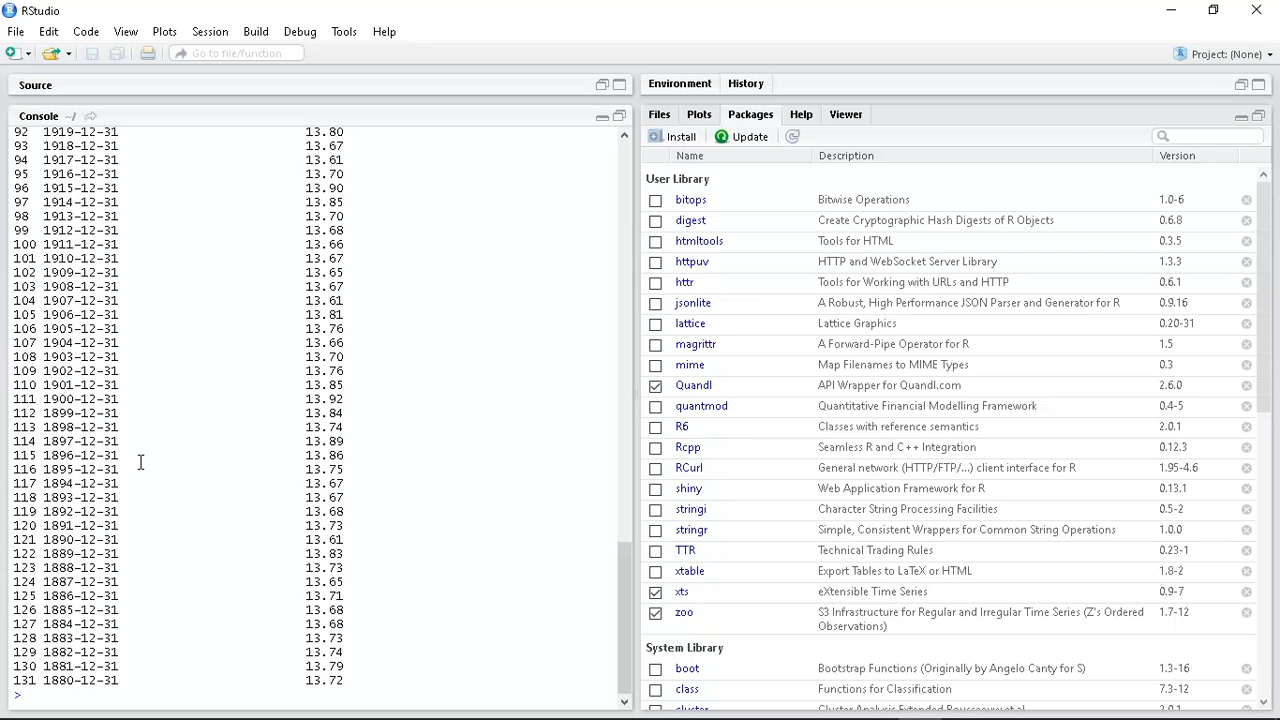 RStudio
File Edit Code View Plots Session Build Debug Tools Help
Go to file/function Project: (None)
Source
Console ~/
92 1919-12-31 13.80
93 1918-12-31 13.67
94 1917-12-31 13.61
95 1916-12-31 13.70
96 1915-12-31 13.90
97 1914-12-31 13.85
98 1913-12-31 13.70
99 1912-12-31 13.68
100 1911-12-31 13.66
101 1910-12-31 13.67
102 1909-12-31 13.65
103 1908-12-31 13.67
104 1907-12-31 13.61
105 1906-12-31 13.81
106 1905-12-31 13.76
107 1904-12-31 13.66
108 1903-12-31 13.70
109 1902-12-31 13.76
110 1901-12-31 13.85
111 1900-12-31 13.92
112 1899-12-31 13.84
113 1898-12-31 13.74
114 1897-12-31 13.89
115 1896-12-31 13.86
116 1895-12-31 13.75
117 1894-12-31 13.67
118 1893-12-31 13.67
119 1892-12-31 13.68
120 1891-12-31 13.73
121 1890-12-31 13.61
122 1889-12-31 13.83
123 1888-12-31 13.73
124 1887-12-31 13.65
125 1886-12-31 13.71
126 1885-12-31 13.68
127 1884-12-31 13.68
128 1883-12-31 13.73
129 1882-12-31 13.74
130 1881-12-31 13.79
131 1880-12-31 13.72
>
Environment History
Files Plots Packages Help Viewer
Install Update
Name Description Version
User Library
bitops Bitwise Operations 1.0-6
digest Create Cryptographic Hash Digests of R Objects 0.6.8
htmltools Tools for HTML 0.3.5
httpuv HTTP and WebSocket Server Library 1.3.3
httr Tools for Working with URLs and HTTP 0.6.1
jsonlite A Robust, High Performance JSON Parser and Generator for R 0.9.16
lattice Lattice Graphics 0.20-31
magrittr A Forward-Pipe Operator for R 1.5
mime Map Filenames to MIME Types 0.3
Quandl API Wrapper for Quandl.com 2.6.0
quantmod Quantitative Financial Modelling Framework 0.4-5
R6 Classes with reference semantics 2.0.1
Rcpp Seamless R and C++ Integration 0.12.3
RCurl General network (HTTP/FTP/...) client interface for R 1.95-4.6
shiny Web Application Framework for R 0.13.1
stringi Character String Processing Facilities 0.5-2
stringr Simple, Consistent Wrappers for Common String Operations 1.0.0
TTR Technical Trading Rules 0.23-1
xtable Export Tables to LaTeX or HTML 1.8-2
xts eXtensible Time Series 0.9-7
zoo S3 Infrastructure for Regular and Irregular Time Series (Z's Ordered 1.7-12
Observations)
System Library
boot Bootstrap Functions (Originally by Angelo Canty for S) 1.3-16
class Functions for Classification 7.3-12